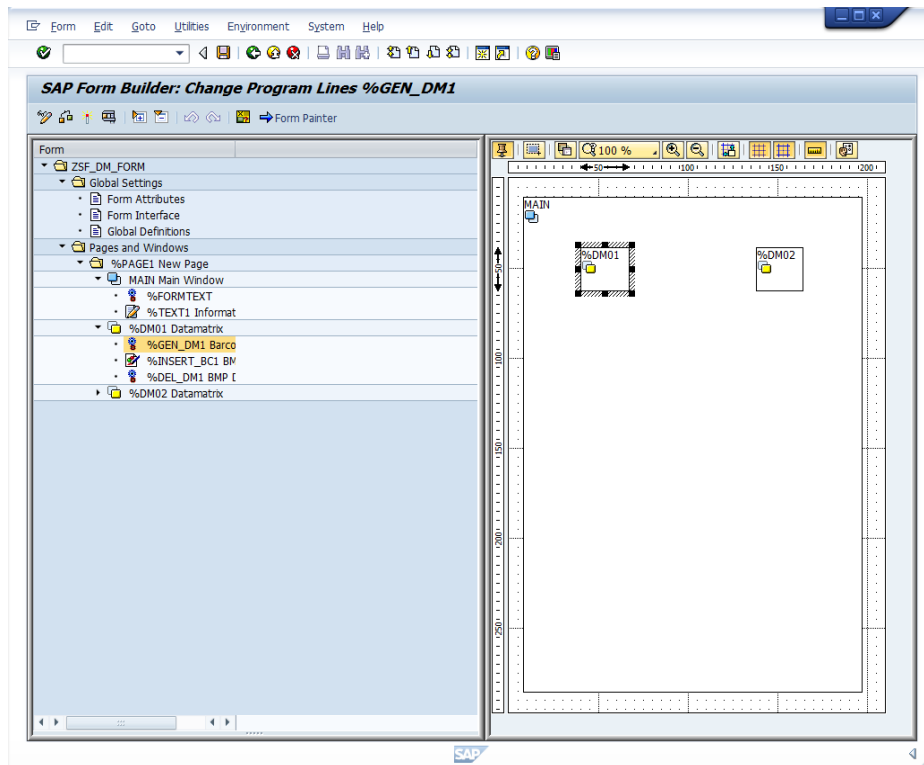 Form Edit Goto Utilities Environment System Help
SAP Form Builder: Change Program Lines %GEN_DM1
Form Painter
Form
ZSF_DM_FORM
Global Settings
Form Attributes
Form Interface
Global Definitions
Pages and Windows
%PAGE1 New Page
MAIN Main Window
%FORMTEXT
%TEXT1 Informat
%DM01 Datamatrix
%GEN_DM1 Barco
%INSERT_BC1 BM
%DEL_DM1 BMP D
%DM02 Datamatrix
100 %
50 100 150 200
MAIN
%DM01 %DM02
50
100
150
200
250
SAP